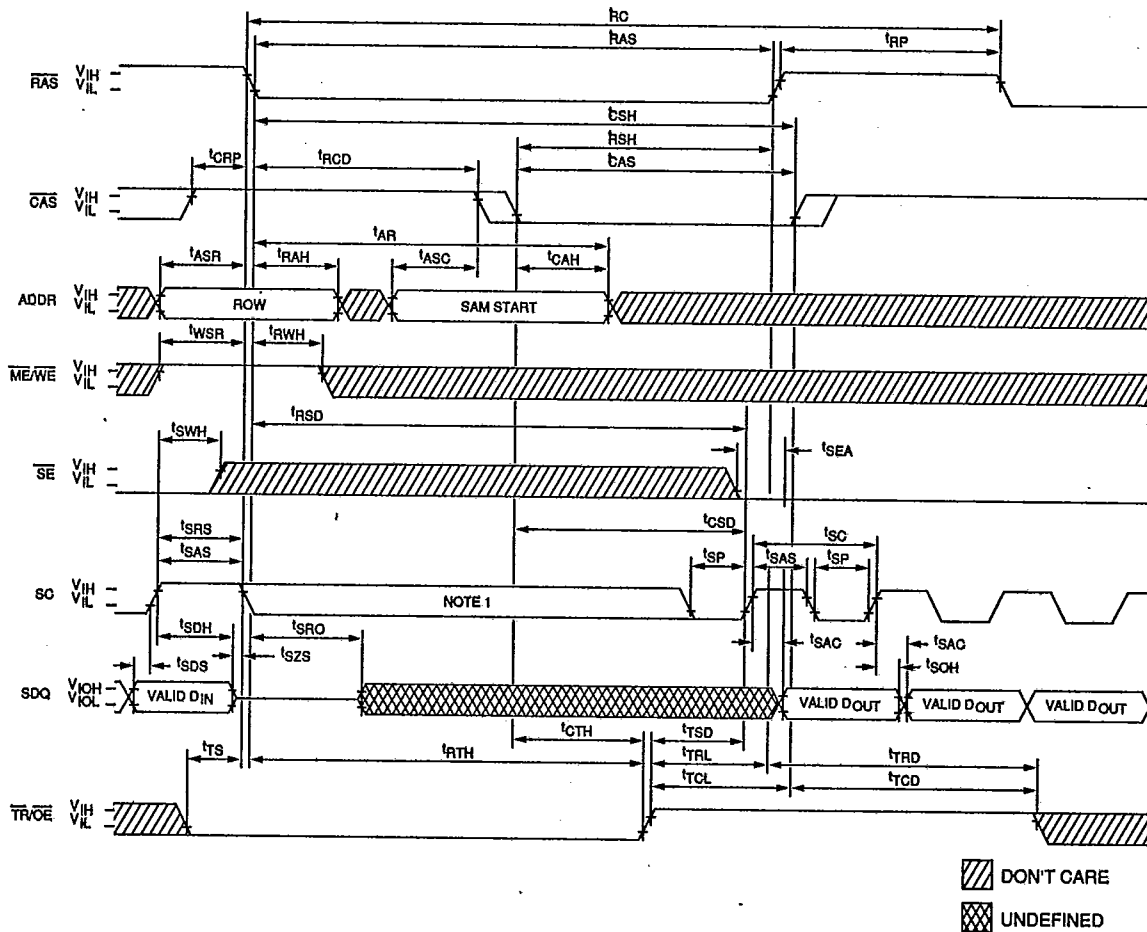 tRC
tRAS
tRP
RAS VIH VIL
tCSH
tRSH
tCRP tRCD tCAS
CAS VIH VIL
tAR
tASR tRAH tASC tCAH
ADDR VIH VIL ROW SAM START
tWSR tRWH
ME/WE VIH VIL
tRSD
tSWH tSEA
SE VIH VIL
tSRS tCSD tSC
tSAS tSP tSAS tSP
SC VIH VIL NOTE 1
tSDH tSRO tSAC tSAC
tSDS tSZS tSOH
SDQ VIOH VIOL VALID DIN VALID DOUT VALID DOUT VALID DOUT
tCTH tTSD
tTS tRTH tTRL tTRD
tTCL tTCD
TR/OE VIH VIL
DON'T CARE
UNDEFINED